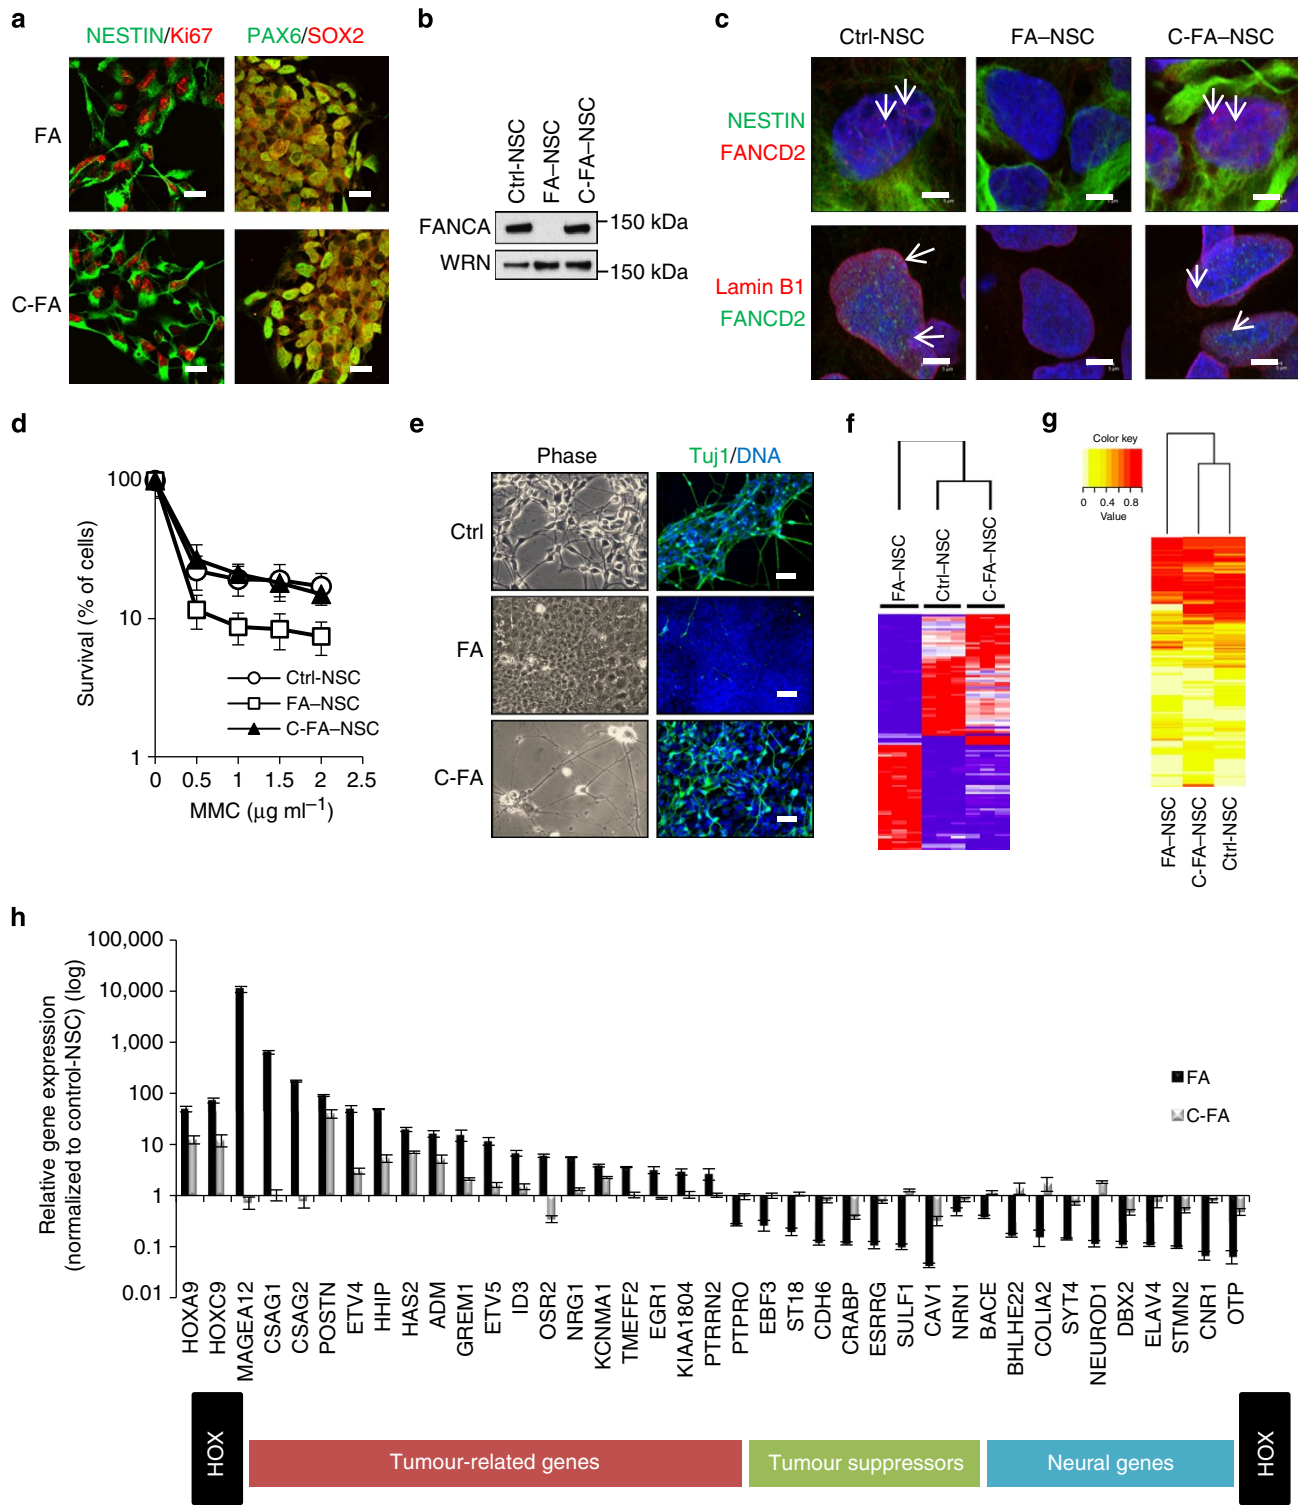 a
NESTIN/Ki67
PAX6/SOX2
FA
C-FA
b
Ctrl-NSC
FA–NSC
C-FA–NSC
FANCA
150 kDa
WRN
150 kDa
c
Ctrl-NSC
FA–NSC
C-FA–NSC
NESTIN
FANCD2
Lamin B1
FANCD2
d
Survival (% of cells)
100
10
1
0
0.5
1
1.5
2
2.5
MMC (µg ml⁻¹)
Ctrl-NSC
FA–NSC
C-FA–NSC
e
Phase
Tuj1/DNA
Ctrl
FA
C-FA
f
FA–NSC
Ctrl–NSC
C-FA–NSC
g
Color key
0
0.4
0.8
Value
FA–NSC
C-FA–NSC
Ctrl-NSC
h
Relative gene expression
(normalized to control-NSC) (log)
100,000
10,000
1,000
100
10
1
0.1
0.01
FA
C-FA
HOXA9
HOXC9
MAGEA12
CSAG1
CSAG2
POSTN
ETV4
HHIP
HAS2
ADM
GREM1
ETV5
ID3
OSR2
NRG1
KCNMA1
TMEFF2
EGR1
KIAA1804
PTRRN2
PTPRO
EBF3
ST18
CDH6
CRABP
ESRRG
SULF1
CAV1
NRN1
BACE
BHLHE22
COLIA2
SYT4
NEUROD1
DBX2
ELAV4
STMN2
CNR1
OTP
HOX
Tumour-related genes
Tumour suppressors
Neural genes
HOX